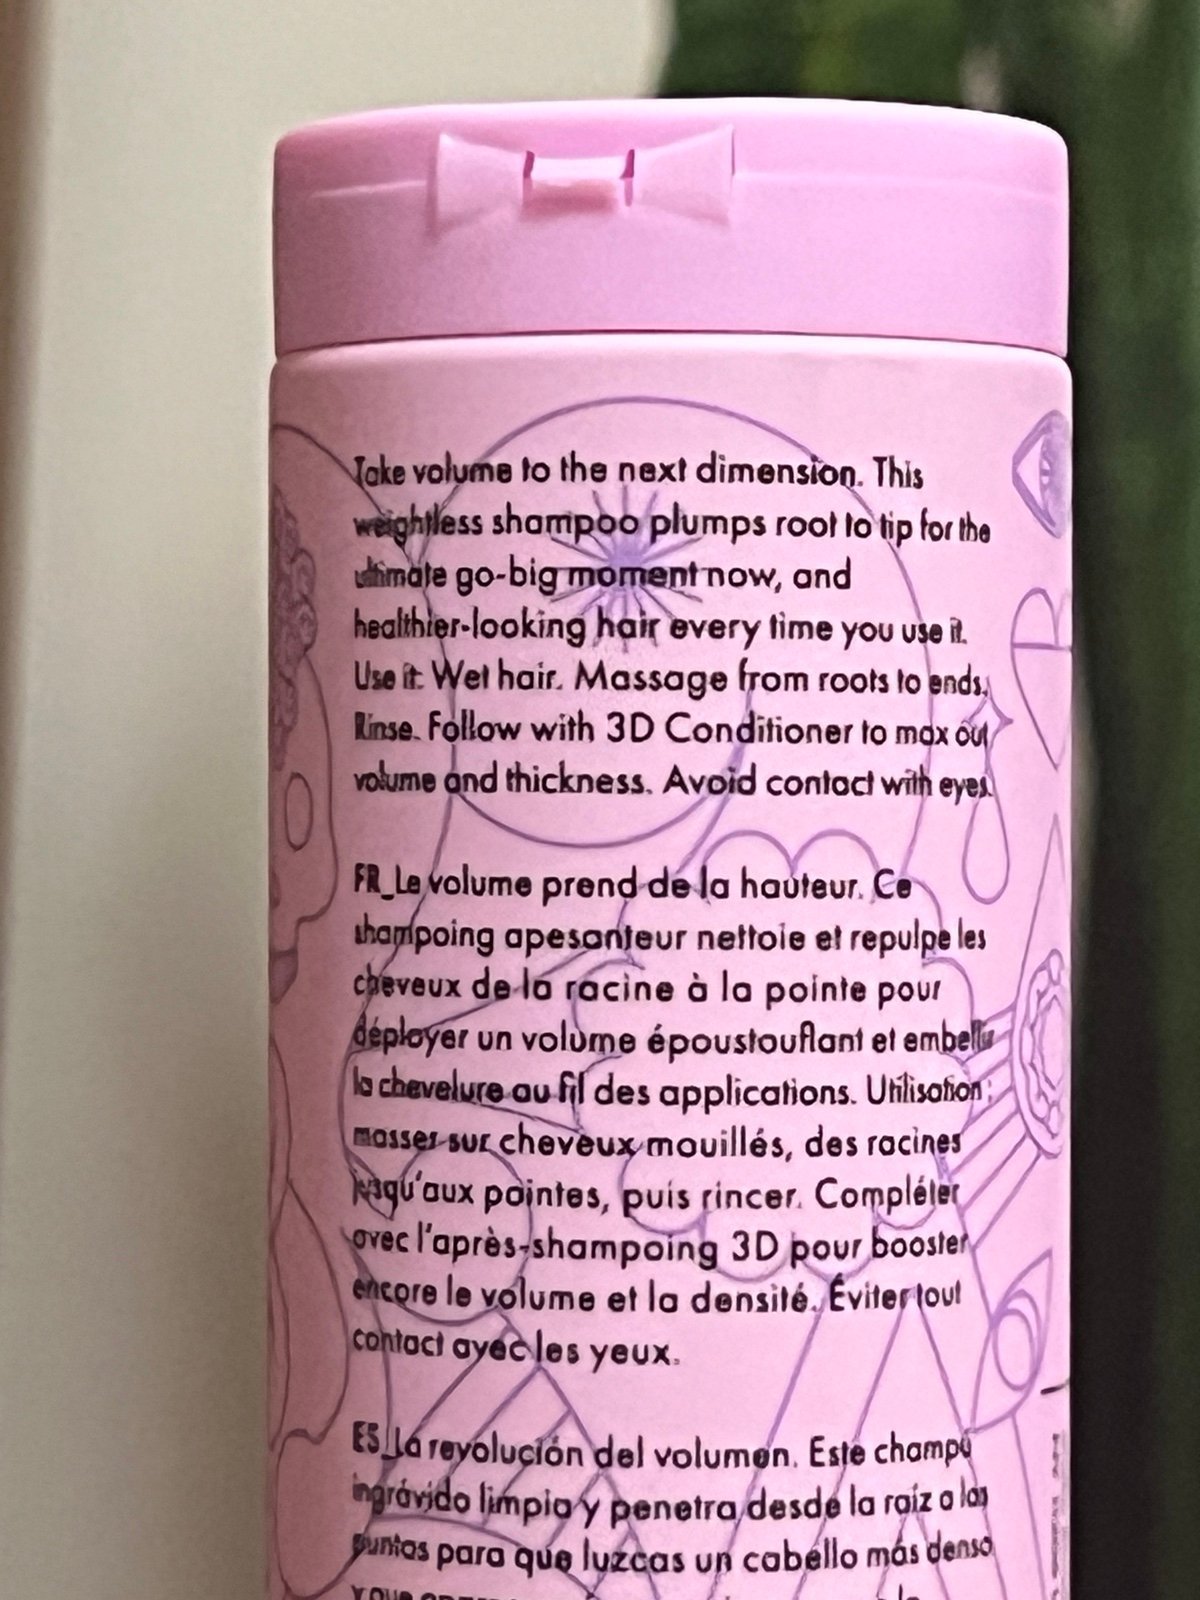 Take volume to the next dimension. This
weightless shampoo plumps root to tip for the
ultimate go-big moment now, and
healthier-looking hair every time you use it.
Use it: Wet hair. Massage from roots to ends.
Rinse. Follow with 3D Conditioner to max out
volume and thickness. Avoid contact with eyes.
FR_Le volume prend de la hauteur. Ce
shampoing apesanteur nettoie et repulpe les
cheveux de la racine à la pointe pour
déployer un volume époustouflant et embellir
la chevelure au fil des applications. Utilisation :
masser sur cheveux mouillés, des racines
jusqu'aux pointes, puis rincer. Compléter
avec l'après-shampoing 3D pour booster
encore le volume et la densité. Éviter tout
contact avec les yeux.
ES_La revolución del volumen. Este champú
ingrávido limpia y penetra desde la raíz a las
puntas para que luzcas un cabello más denso
y que